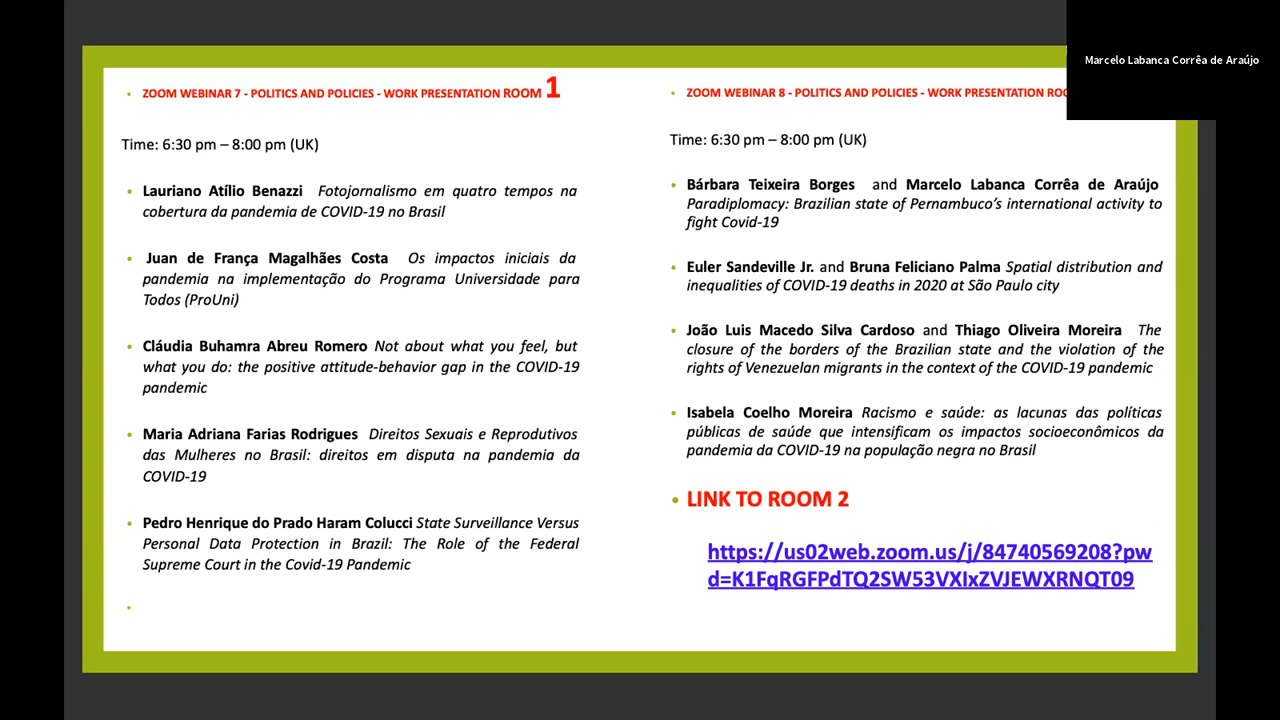 Marcelo Labanca Corrêa de Araújo
ZOOM WEBINAR 7 - POLITICS AND POLICIES - WORK PRESENTATION ROOM 1
Time: 6:30 pm – 8:00 pm (UK)
Lauriano Atílio Benazzi Fotojornalismo em quatro tempos na
cobertura da pandemia de COVID-19 no Brasil
Juan de França Magalhães Costa Os impactos iniciais da
pandemia na implementação do Programa Universidade para
Todos (ProUni)
Cláudia Buhamra Abreu Romero Not about what you feel, but
what you do: the positive attitude-behavior gap in the COVID-19
pandemic
Maria Adriana Farias Rodrigues Direitos Sexuais e Reprodutivos
das Mulheres no Brasil: direitos em disputa na pandemia da
COVID-19
Pedro Henrique do Prado Haram Colucci State Surveillance Versus
Personal Data Protection in Brazil: The Role of the Federal
Supreme Court in the Covid-19 Pandemic
ZOOM WEBINAR 8 - POLITICS AND POLICIES - WORK PRESENTATION
Time: 6:30 pm – 8:00 pm (UK)
Bárbara Teixeira Borges and Marcelo Labanca Corrêa de Araújo
Paradiplomacy: Brazilian state of Pernambuco's international activity to
fight Covid-19
Euler Sandeville Jr. and Bruna Feliciano Palma Spatial distribution and
inequalities of COVID-19 deaths in 2020 at São Paulo city
João Luis Macedo Silva Cardoso and Thiago Oliveira Moreira The
closure of the borders of the Brazilian state and the violation of the
rights of Venezuelan migrants in the context of the COVID-19 pandemic
Isabela Coelho Moreira Racismo e saúde: as lacunas das políticas
públicas de saúde que intensificam os impactos socioeconômicos da
pandemia da COVID-19 na população negra no Brasil
LINK TO ROOM 2
https://us02web.zoom.us/j/84740569208?pw
d=K1FqRGFPdTQ2SW53VXIxZVJEWXRNQT09